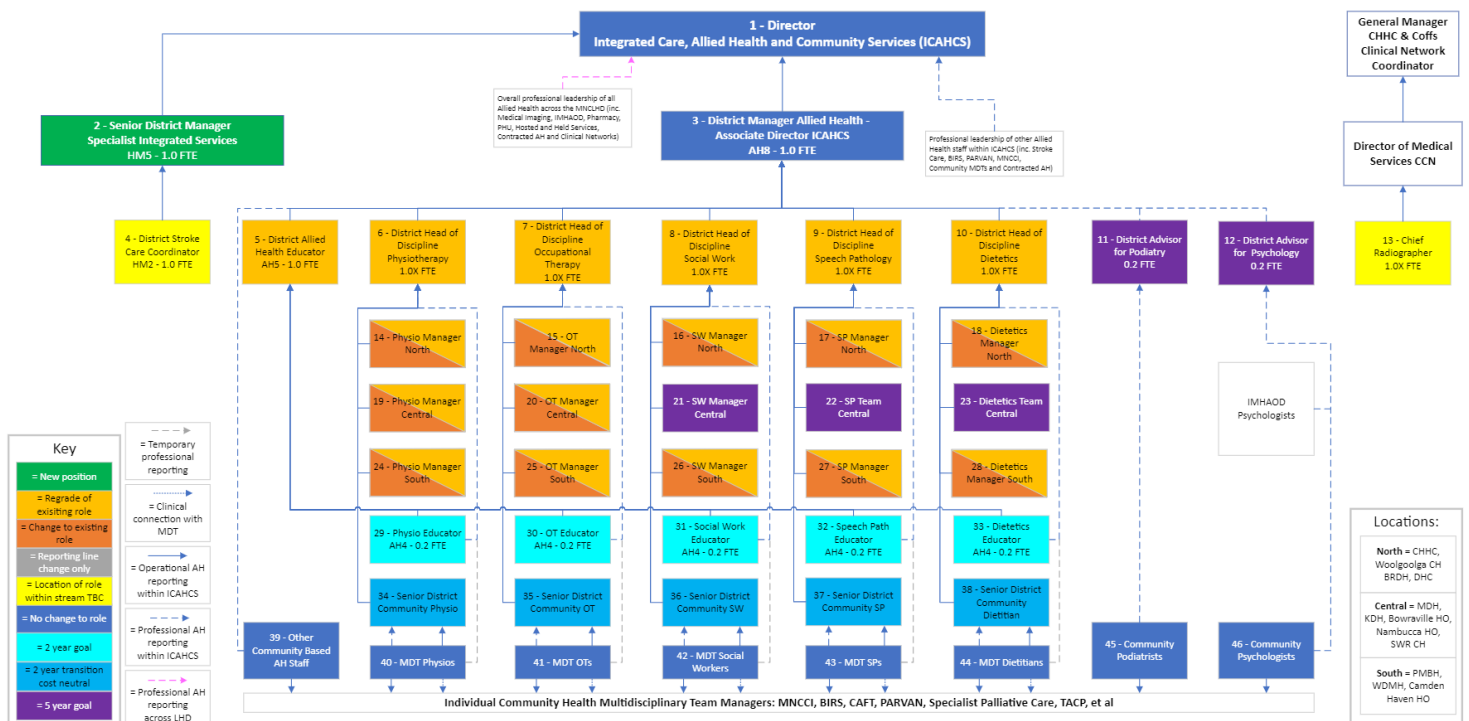 1 - Director
Integrated Care, Allied Health and Community Services (ICAHCS)
General Manager
CHHC & Coffs
Clinical Network
Coordinator
Overall professional leadership of all
Allied Health across the MNCLHD (inc.
Medical Imaging, IMHAOD, Pharmacy,
PHU, Hosted and Held Services,
Contracted AH and Clinical Networks)
2 - Senior District Manager
Specialist Integrated Services
HM5 - 1.0 FTE
3 - District Manager Allied Health -
Associate Director ICAHCS
AH8 - 1.0 FTE
Professional leadership of other Allied
Health staff within ICAHCS (inc. Stroke
Care, BIRS, PARVAN, MNCCI,
Community MDTs and Contracted AH)
Director of Medical
Services CCN
4 - District Stroke
Care Coordinator
HM2 - 1.0 FTE
5 - District Allied
Health Educator
AH5 - 1.0 FTE
6 - District Head of
Discipline
Physiotherapy
1.0X FTE
7 - District Head of
Discipline
Occupational
Therapy
1.0X FTE
8 - District Head of
Discipline
Social Work
1.0X FTE
9 - District Head of
Discipline
Speech Pathology
1.0X FTE
10 - District Head of
Discipline
Dietetics
1.0X FTE
11 - District Advisor
for Podiatry
0.2 FTE
12 - District Advisor
for Psychology
0.2 FTE
13 - Chief
Radiographer
1.0X FTE
14 - Physio Manager
North
15 - OT
Manager North
16 - SW Manager
North
17 - SP Manager
North
18 - Dietetics
Manager
North
19 - Physio Manager
Central
20 - OT Manager
Central
21 - SW Manager
Central
22 - SP Team
Central
23 - Dietetics Team
Central
IMHAOD
Psychologists
24 - Physio Manager
South
25 - OT Manager
South
26 - SW Manager
South
27 - SP Manager
South
28 - Dietetics
Manager South
29 - Physio Educator
AH4 - 0.2 FTE
30 - OT Educator
AH4 - 0.2 FTE
31 - Social Work
Educator
AH4 - 0.2 FTE
32 - Speech Path
Educator
AH4 - 0.2 FTE
33 - Dietetics
Educator
AH4 - 0.2 FTE
34 - Senior District
Community Physio
35 - Senior District
Community OT
36 - Senior District
Community SW
37 - Senior District
Community SP
38 - Senior District
Community
Dietitian
39 - Other
Community Based
AH Staff
40 - MDT Physios
41 - MDT OTs
42 - MDT Social
Workers
43 - MDT SPs
44 - MDT Dietitians
45 - Community
Podiatrists
46 - Community
Psychologists
Individual Community Health Multidisciplinary Team Managers: MNCCI, BIRS, CAFT, PARVAN, Specialist Palliative Care, TACP, et al
Key
= New position
= Regrade of
exisiting role
= Change to existing
role
= Reporting line
change only
= Location of role
within stream TBC
= No change to role
= 2 year goal
= 2 year transition
cost neutral
= 5 year goal
= Temporary
professional
reporting
= Clinical
connection with
MDT
= Operational AH
reporting
within ICAHCS
= Professional AH
reporting
within ICAHCS
= Professional AH
reporting
across LHD
Locations:
North = CHHC,
Woolgoolga CH
BRDH, DHC
Central = MDH,
KDH, Bowraville HO,
Nambucca HO,
SWR CH
South = PMBH,
WDMH, Camden
Haven HO